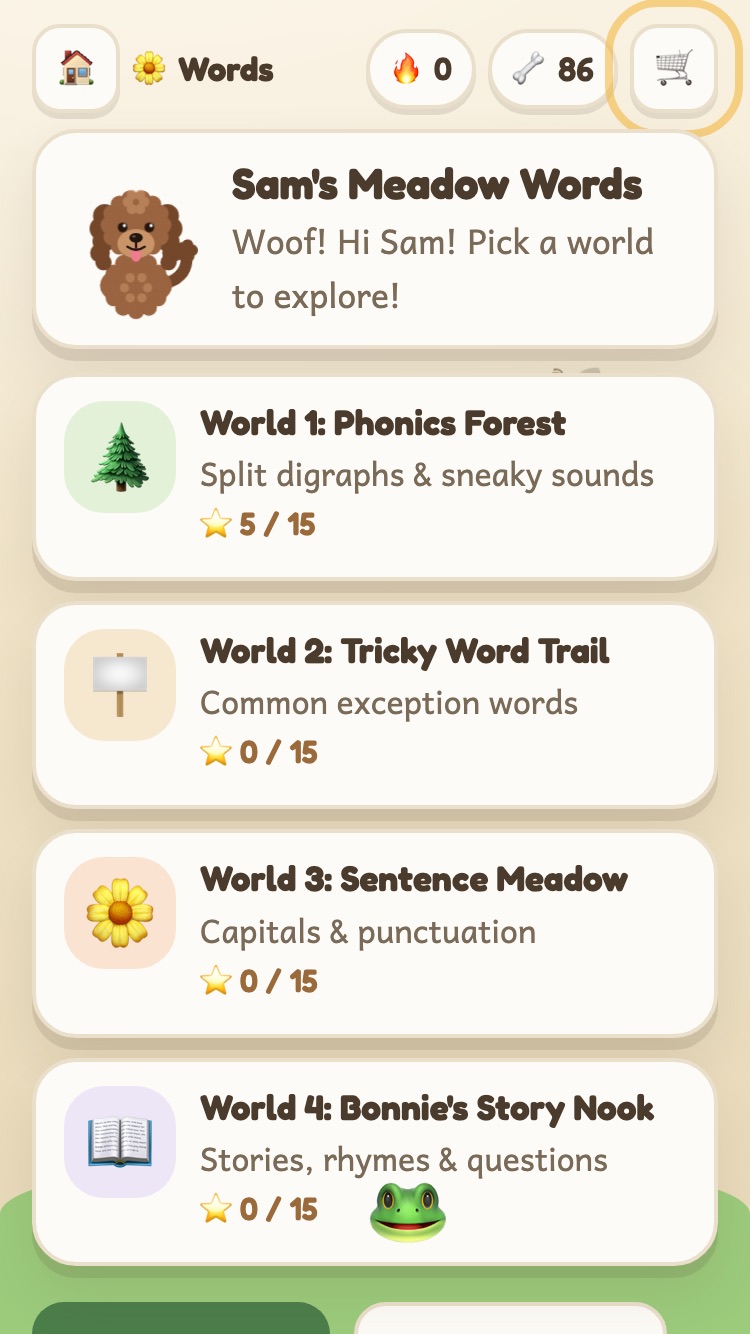 Words
0
86
Sam's Meadow Words
Woof! Hi Sam! Pick a world
to explore!
World 1: Phonics Forest
Split digraphs & sneaky sounds
5 / 15
World 2: Tricky Word Trail
Common exception words
0 / 15
World 3: Sentence Meadow
Capitals & punctuation
0 / 15
World 4: Bonnie's Story Nook
Stories, rhymes & questions
0 / 15